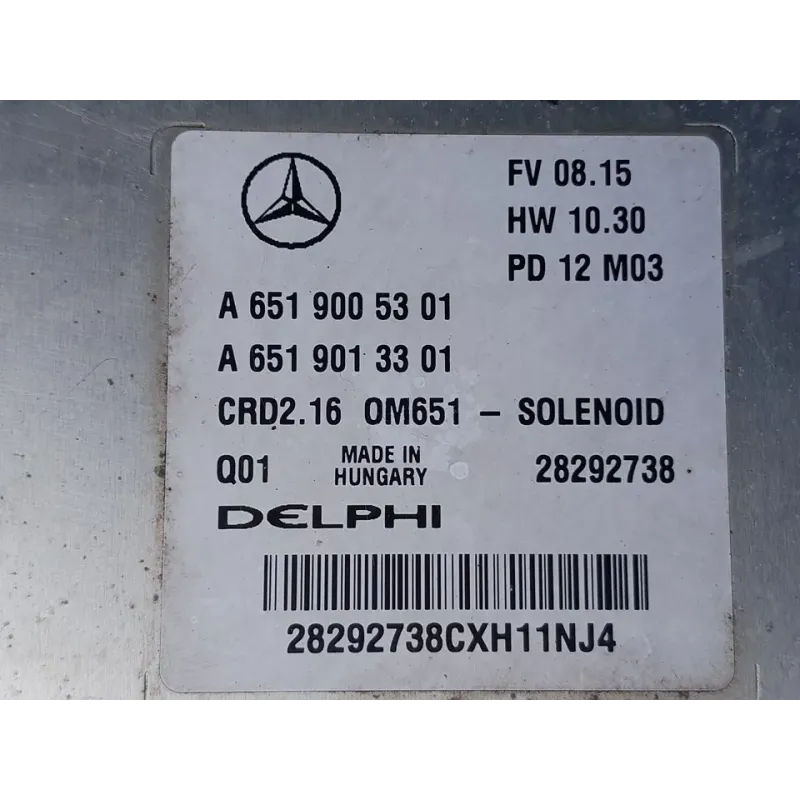 FV 08.15
HW 10.30
PD 12 M03
A 651 900 53 01
A 651 901 33 01
CRD2.16 OM651 – SOLENOID
Q01 MADE IN HUNGARY 28292738
DELPHI
28292738CXH11NJ4